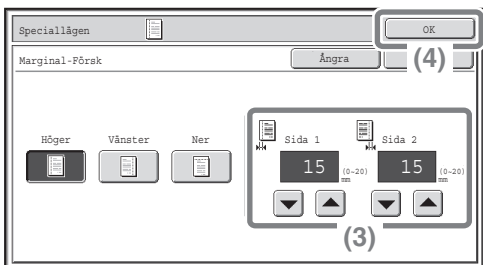 Speciallägen OK
Marginal-Försk Ångra
(4)
Höger Vänster Ner Sida 1 Sida 2
15 (0~20) mm 15 (0~20) mm
(3)